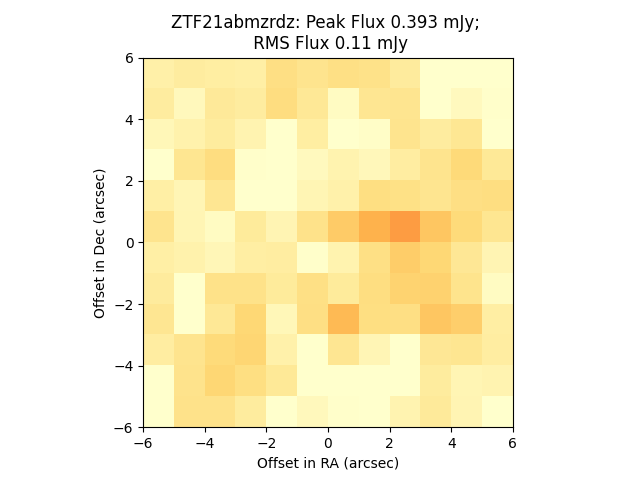 ZTF21abmzrdz: Peak Flux 0.393 mJy;
RMS Flux 0.11 mJy
6
4
2
0
−2
−4
−6
Offset in Dec (arcsec)
−6 −4 −2 0 2 4 6
Offset in RA (arcsec)